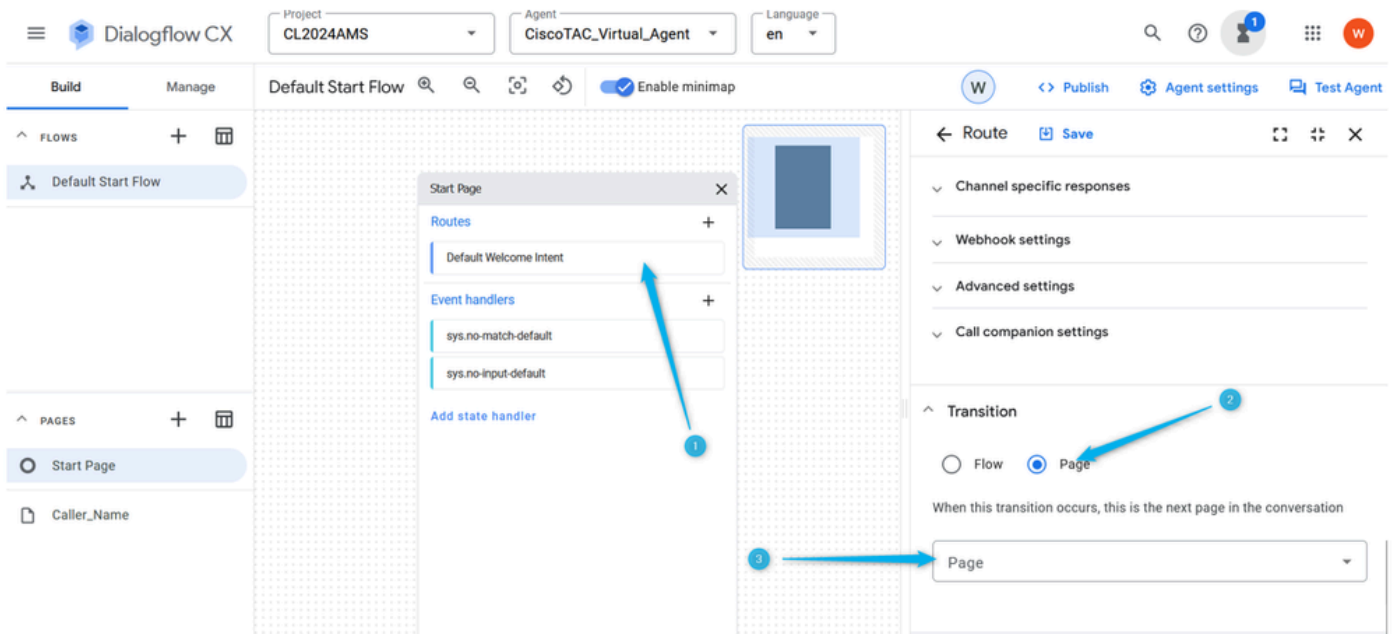 Project
Agent
Language
Dialogflow CX
CL2024AMS
CiscoTAC_Virtual_Agent
en
1
W
Build
Manage
Default Start Flow
Enable minimap
W
Publish
Agent settings
Test Agent
FLOWS
Default Start Flow
PAGES
Start Page
Caller_Name
Start Page
Routes
Default Welcome Intent
Event handlers
sys.no-match-default
sys.no-input-default
Add state handler
1
Route
Save
Channel specific responses
Webhook settings
Advanced settings
Call companion settings
2
Transition
Flow
Page
When this transition occurs, this is the next page in the conversation
3
Page